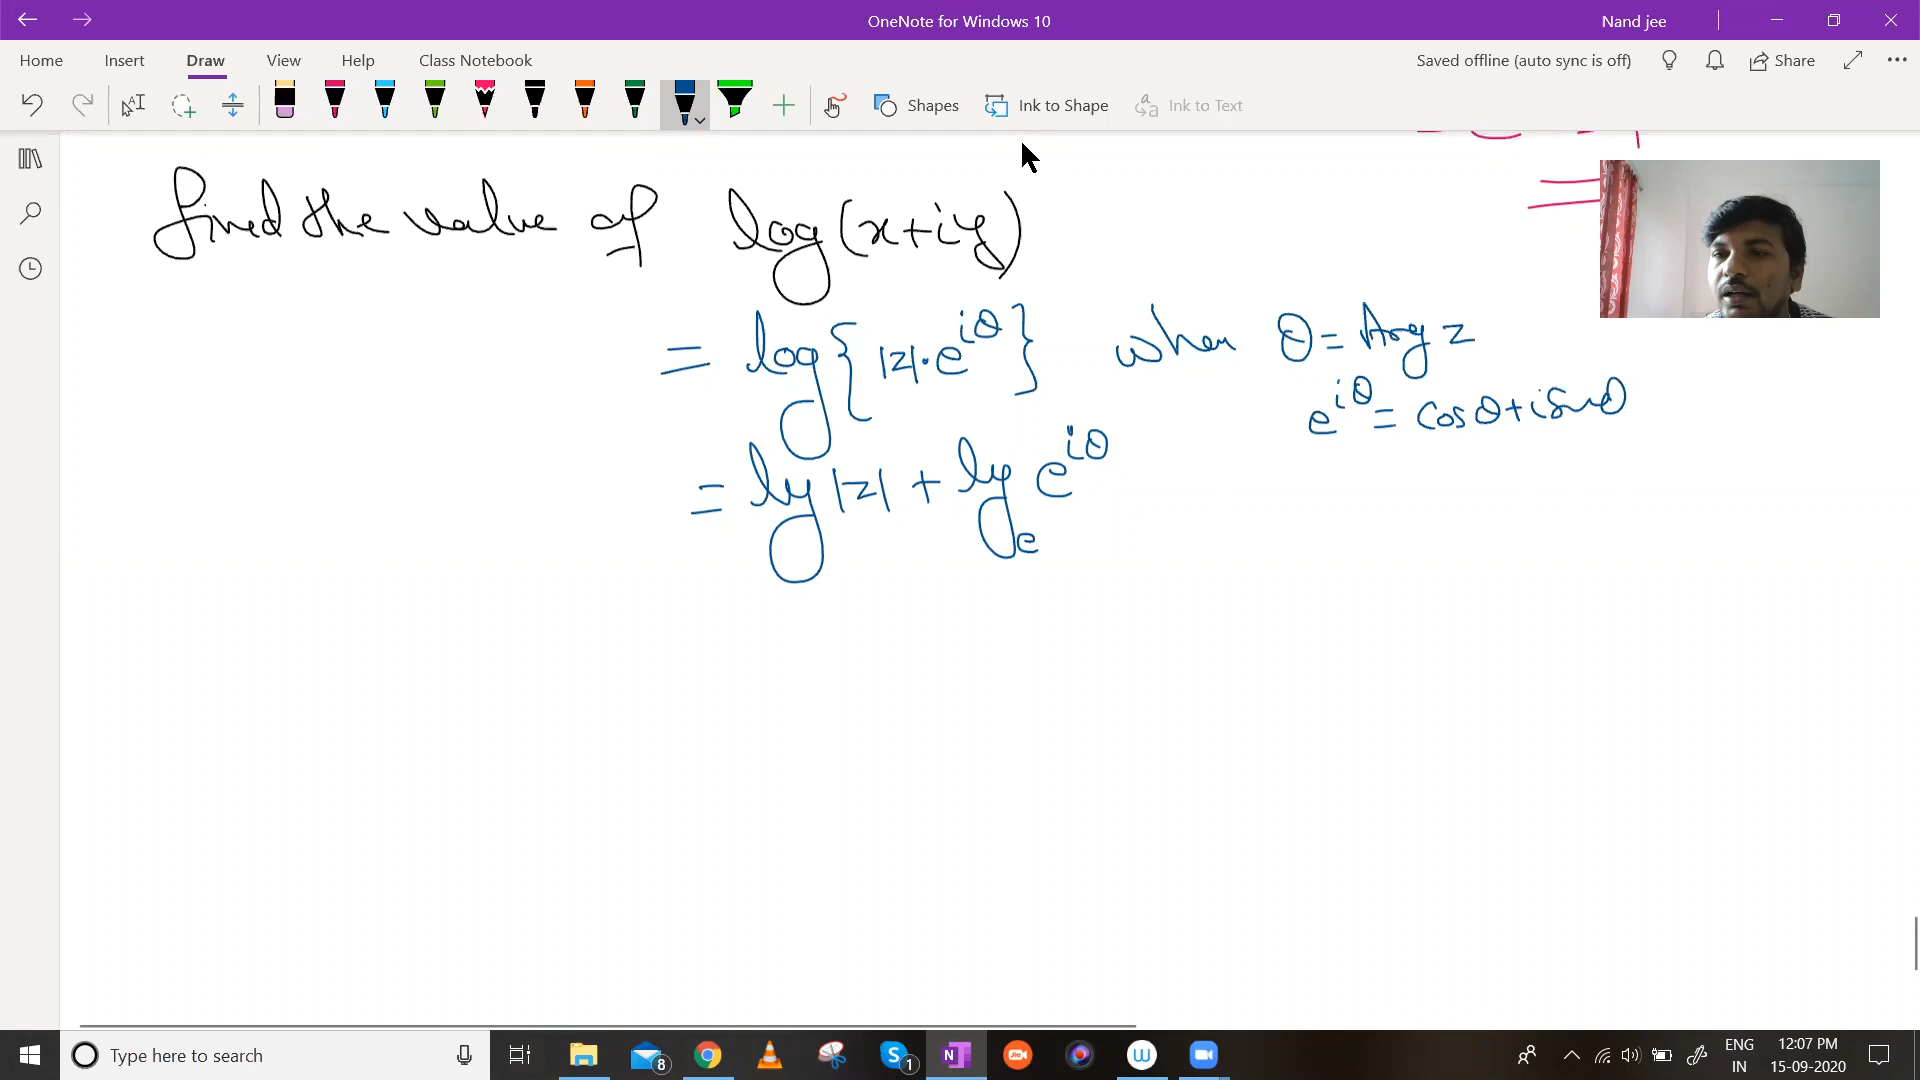 OneNote for Windows 10
Nand jee
Home Insert Draw View Help Class Notebook
Saved offline (auto sync is off) Share
Shapes Ink to Shape Ink to Text
find the value of log(x+iy)
= log{|z|·e^{iθ}} when θ = Arg z
e^{iθ} = cosθ+isinθ
= log|z| + log_e e^{iθ}
Type here to search
8
1
ENG
IN
12:07 PM
15-09-2020